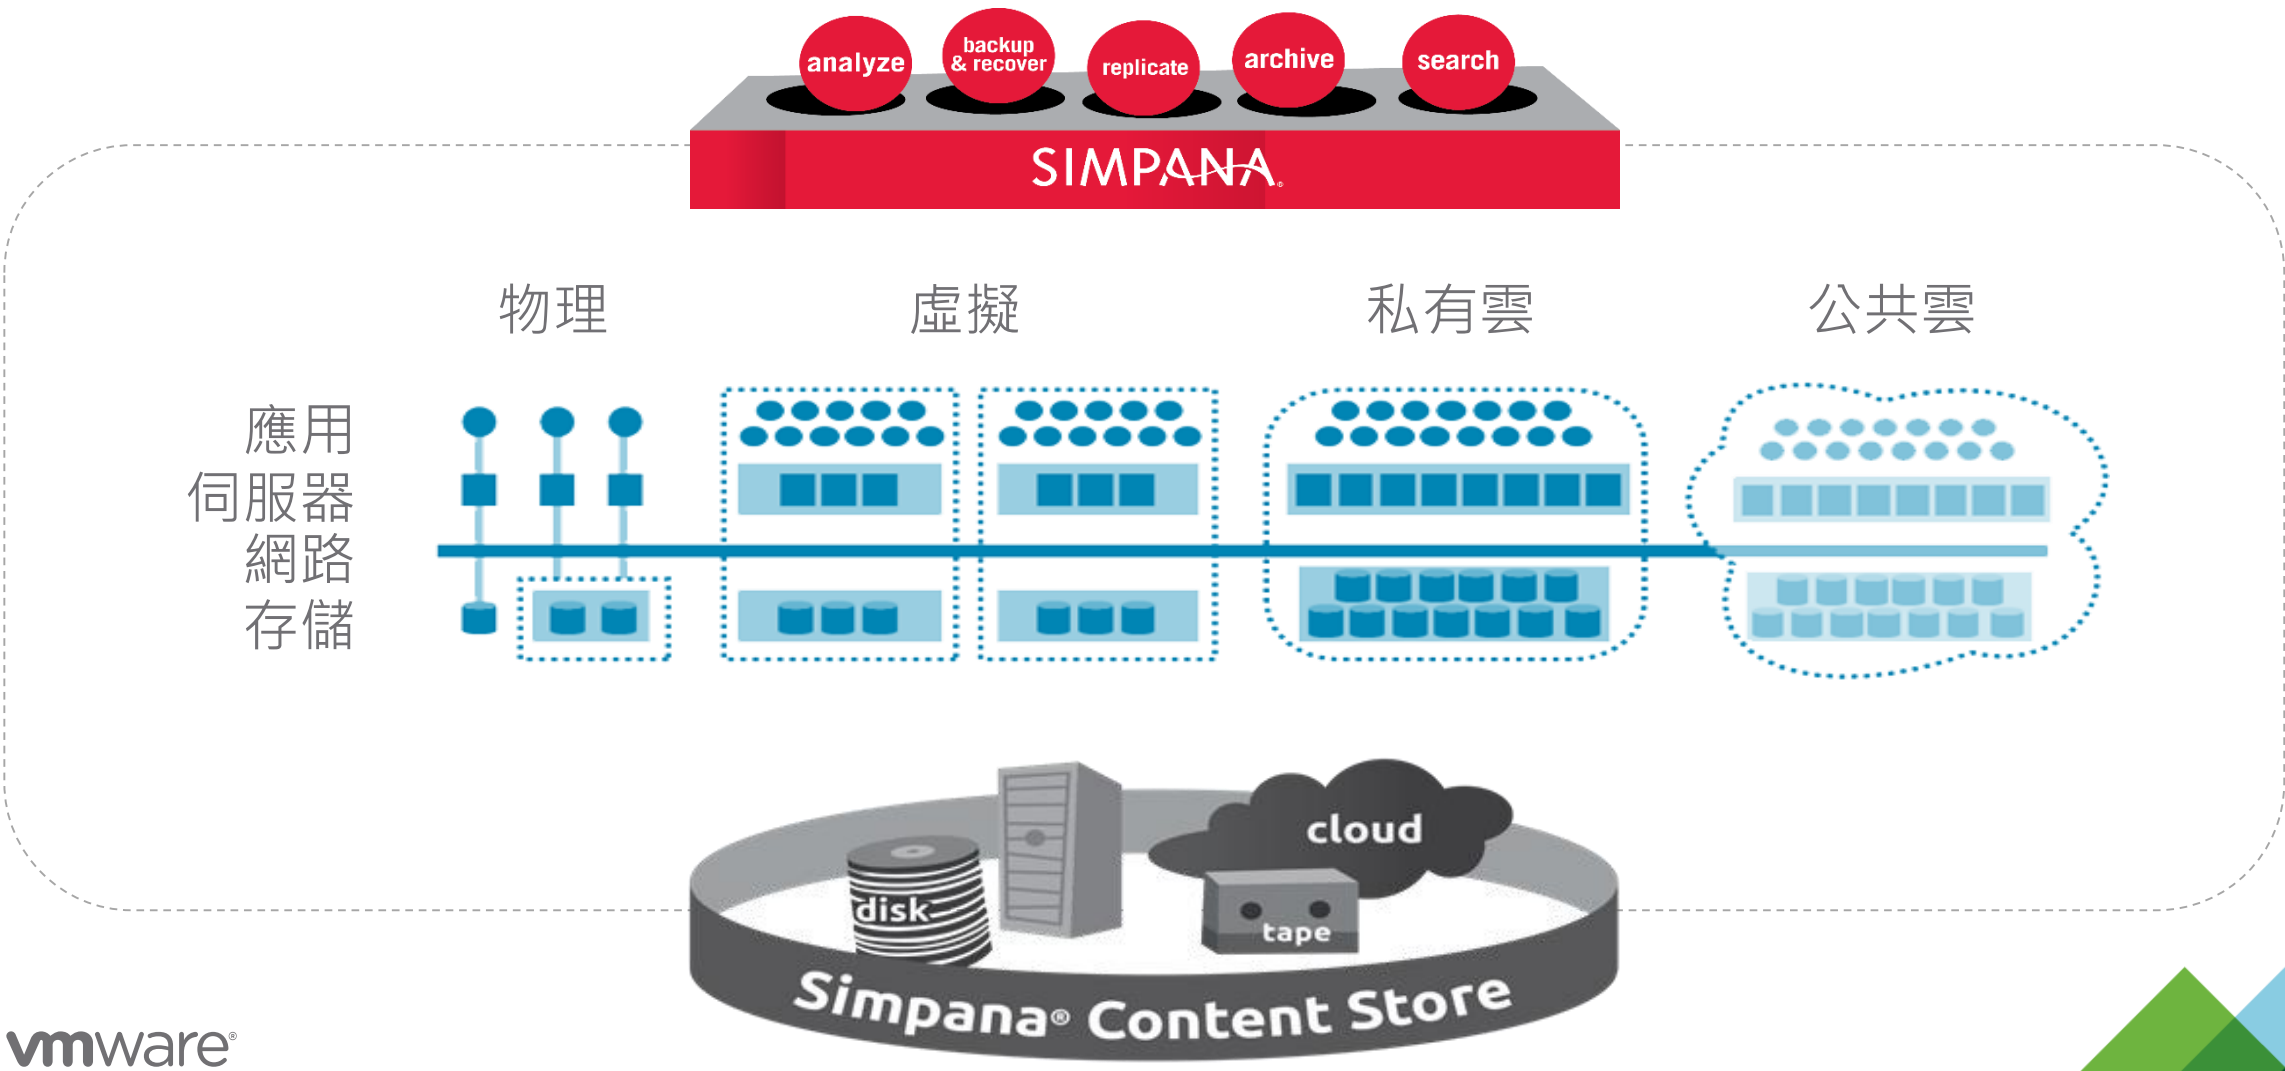 analyze
backup
& recover
replicate
archive
search
SIMPANA®
物理
虛擬
私有雲
公共雲
應用
伺服器
網路
存儲
cloud
disk
tape
Simpana® Content Store
vmware®